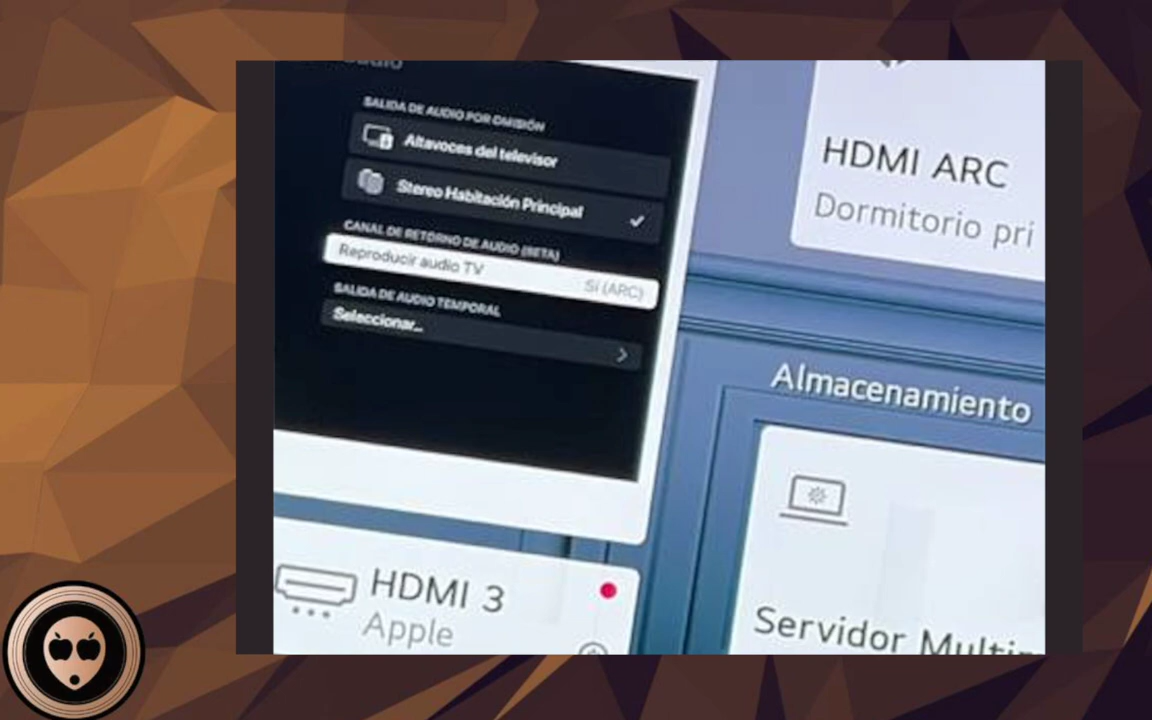 SALIDA DE AUDIO POR OMISIÓN
Altavoces del televisor
Stereo Habitación Principal
CANAL DE RETORNO DE AUDIO (BETA)
Reproducir audio TV
Sí (ARC)
SALIDA DE AUDIO TEMPORAL
Seleccionar...
HDMI ARC
Dormitorio pri
Almacenamiento
HDMI 3
Apple
Servidor